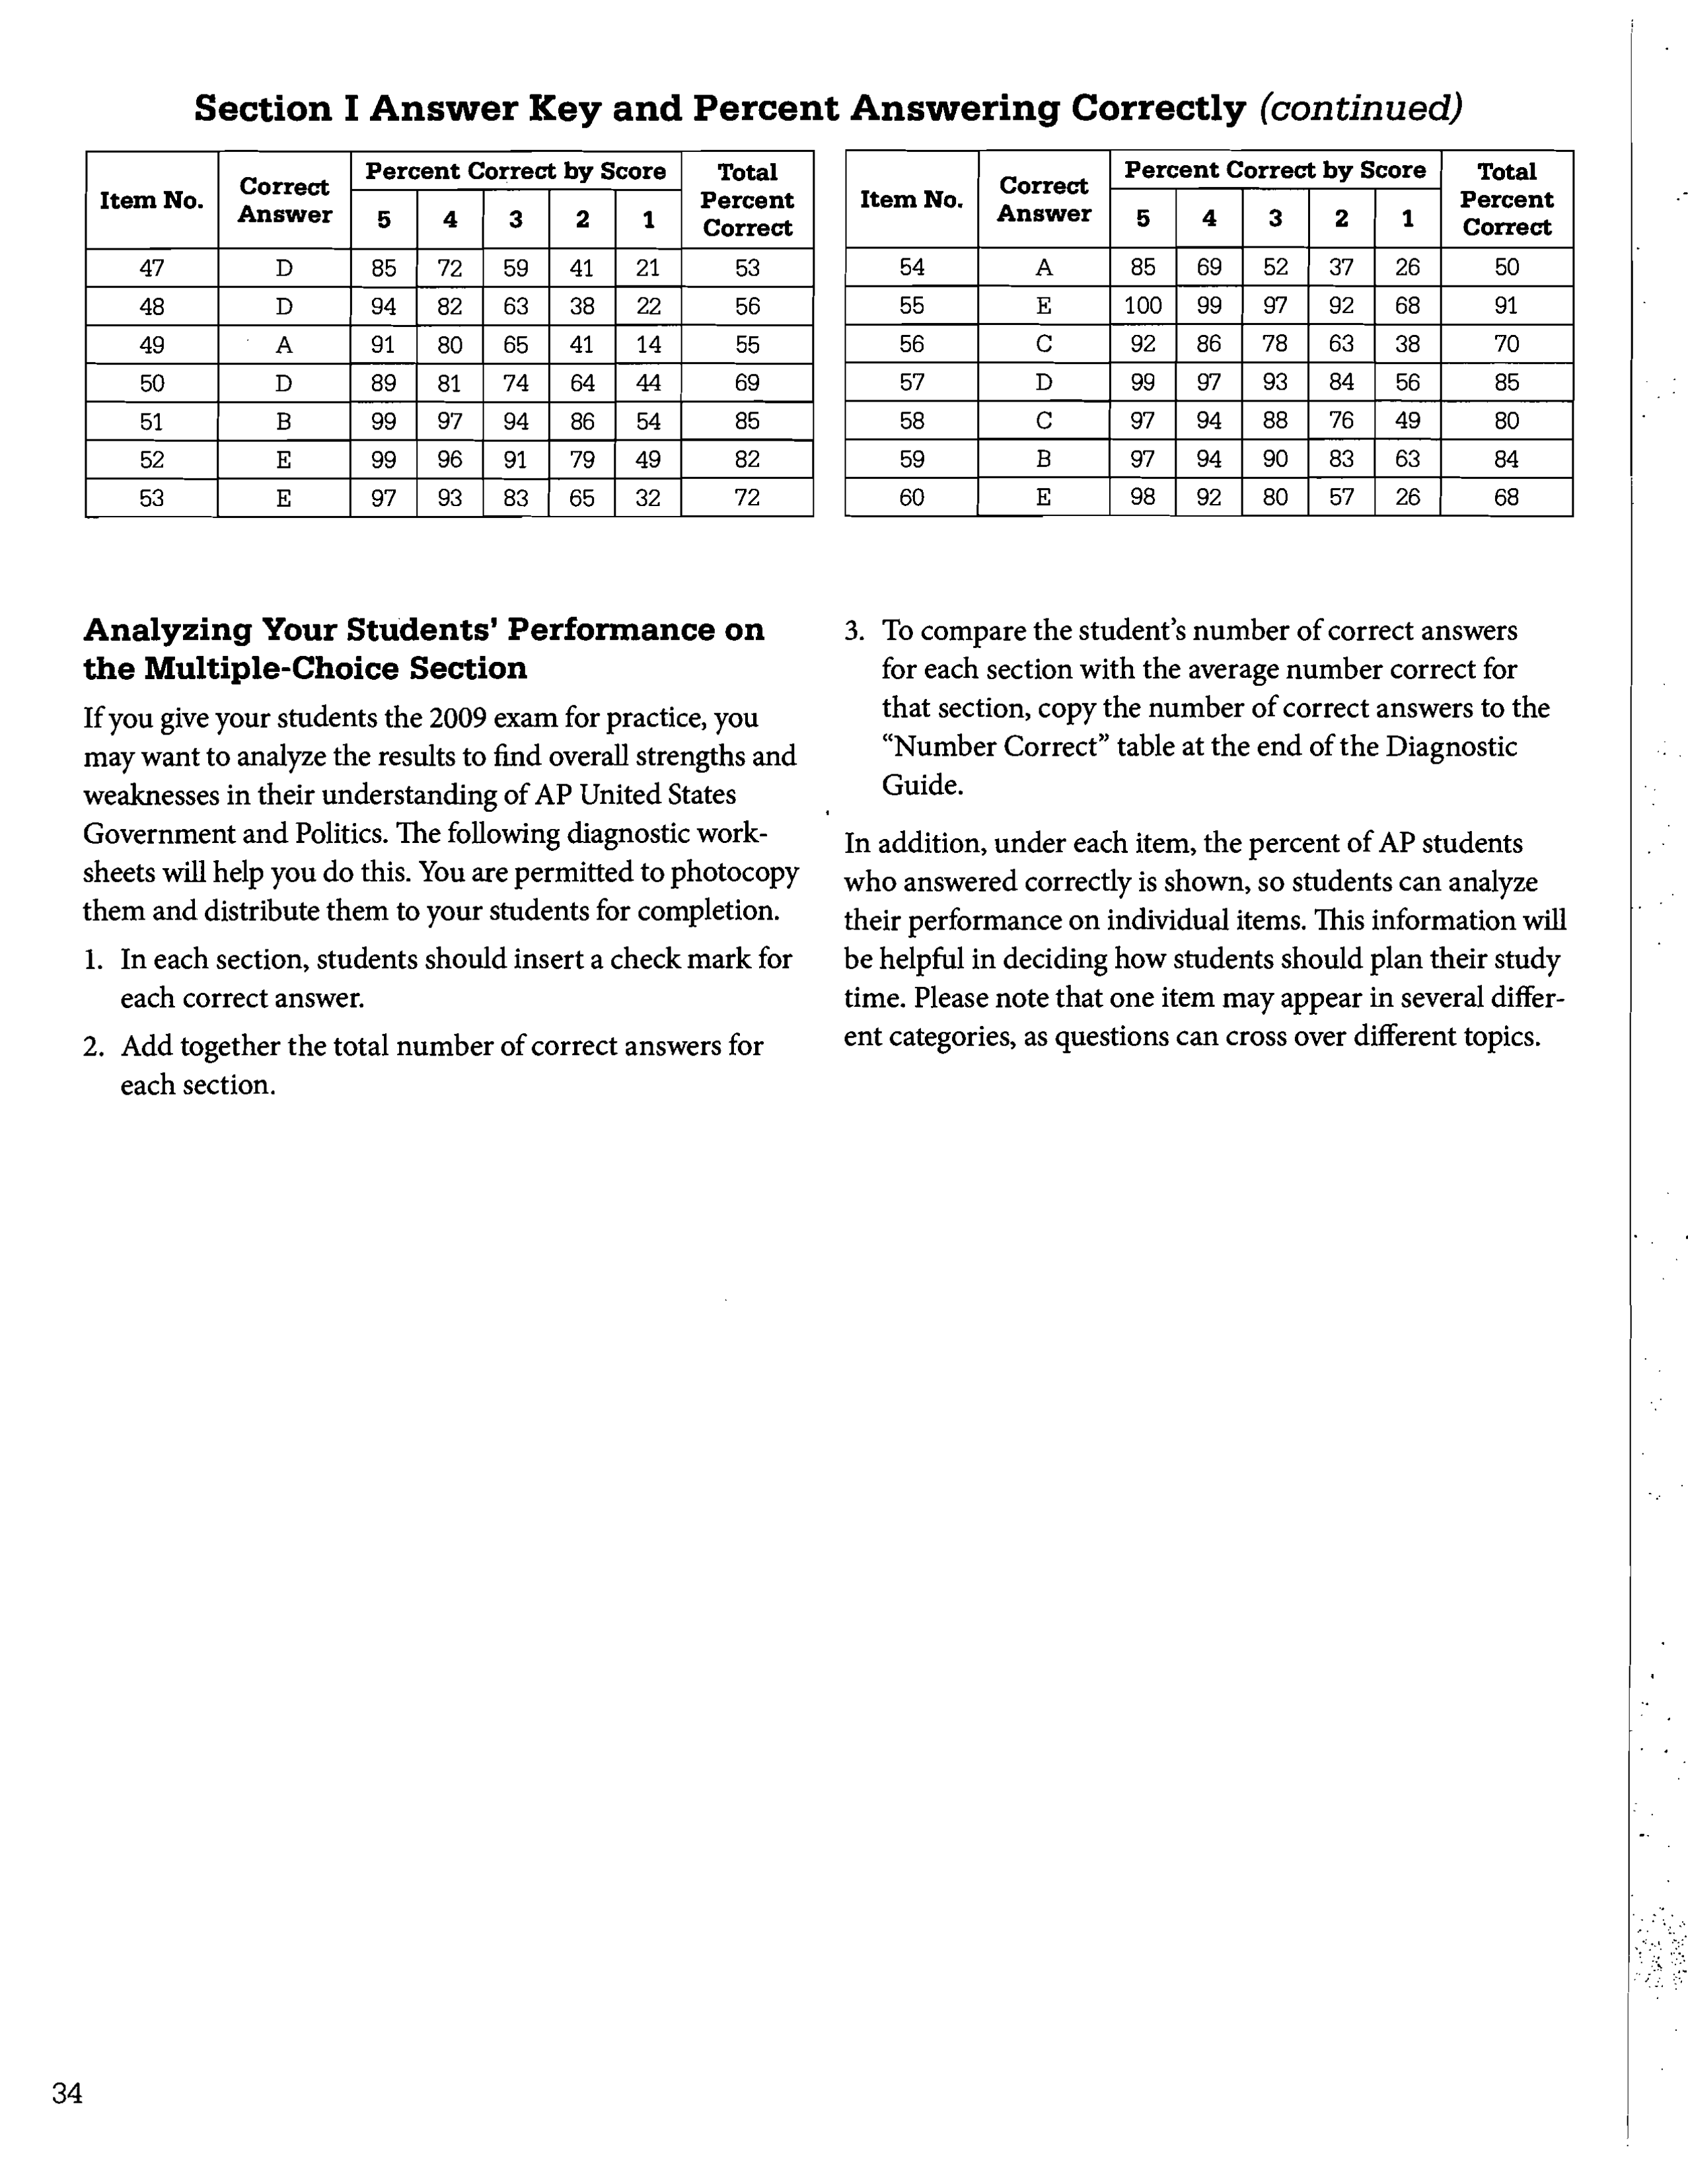 Section I Answer Key and Percent Answering Correctly (continued)
Item No. Correct Answer Percent Correct by Score Total Percent Correct
5 4 3 2 1
47 D 85 72 59 41 21 53
48 D 94 82 63 38 22 56
49 A 91 80 65 41 14 55
50 D 89 81 74 64 44 69
51 B 99 97 94 86 54 85
52 E 99 96 91 79 49 82
53 E 97 93 83 65 32 72
Item No. Correct Answer Percent Correct by Score Total Percent Correct
5 4 3 2 1
54 A 85 69 52 37 26 50
55 E 100 99 97 92 68 91
56 C 92 86 78 63 38 70
57 D 99 97 93 84 56 85
58 C 97 94 88 76 49 80
59 B 97 94 90 83 63 84
60 E 98 92 80 57 26 68
Analyzing Your Students' Performance on
the Multiple-Choice Section
If you give your students the 2009 exam for practice, you
may want to analyze the results to find overall strengths and
weaknesses in their understanding of AP United States
Government and Politics. The following diagnostic work-
sheets will help you do this. You are permitted to photocopy
them and distribute them to your students for completion.
1. In each section, students should insert a check mark for
each correct answer.
2. Add together the total number of correct answers for
each section.
3. To compare the student's number of correct answers
for each section with the average number correct for
that section, copy the number of correct answers to the
“Number Correct” table at the end of the Diagnostic
Guide.
In addition, under each item, the percent of AP students
who answered correctly is shown, so students can analyze
their performance on individual items. This information will
be helpful in deciding how students should plan their study
time. Please note that one item may appear in several differ-
ent categories, as questions can cross over different topics.
34